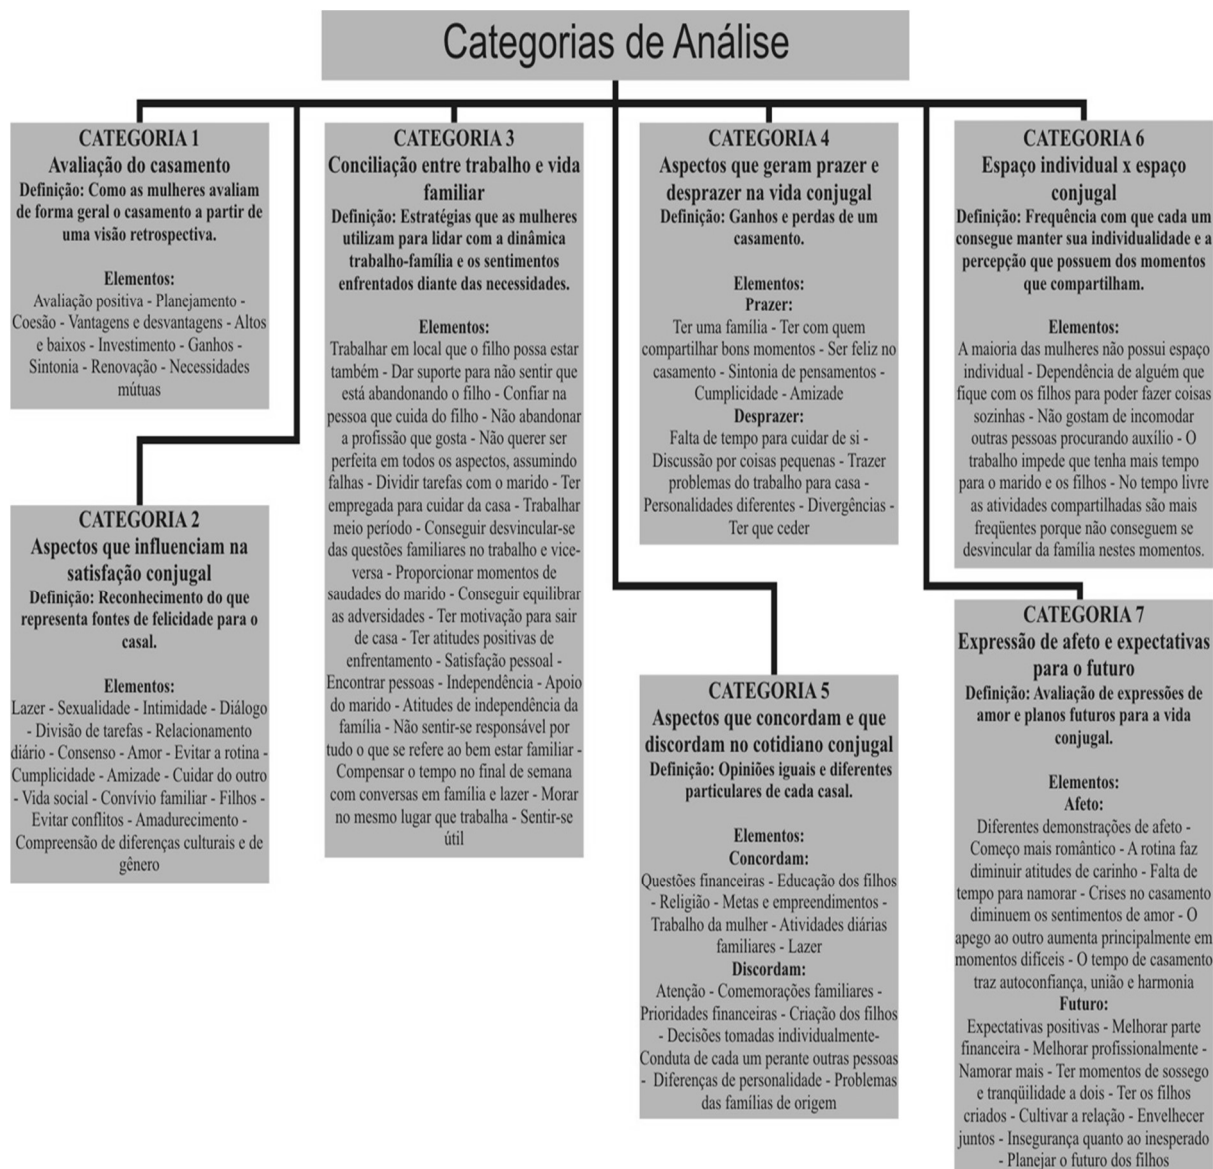 Categorias de Análise
CATEGORIA 1
Avaliação do casamento
Definição: Como as mulheres avaliam
de forma geral o casamento a partir de
uma visão retrospectiva.
Elementos:
Avaliação positiva - Planejamento -
Coesão - Vantagens e desvantagens - Altos
e baixos - Investimento - Ganhos -
Sintonia - Renovação - Necessidades
mútuas
CATEGORIA 2
Aspectos que influenciam na
satisfação conjugal
Definição: Reconhecimento do que
representa fontes de felicidade para o
casal.
Elementos:
Lazer - Sexualidade - Intimidade - Diálogo
- Divisão de tarefas - Relacionamento
diário - Consenso - Amor - Evitar a rotina -
Cumplicidade - Amizade - Cuidar do outro
- Vida social - Convívio familiar - Filhos -
Evitar conflitos - Amadurecimento -
Compreensão de diferenças culturais e de
gênero
CATEGORIA 3
Conciliação entre trabalho e vida
familiar
Definição: Estratégias que as mulheres
utilizam para lidar com a dinâmica
trabalho-família e os sentimentos
enfrentados diante das necessidades.
Elementos:
Trabalhar em local que o filho possa estar
também - Dar suporte para não sentir que
está abandonando o filho - Confiar na
pessoa que cuida do filho - Não abandonar
a profissão que gosta - Não querer ser
perfeita em todos os aspectos, assumindo
falhas - Dividir tarefas com o marido - Ter
empregada para cuidar da casa - Trabalhar
meio período - Conseguir desvincular-se
das questões familiares no trabalho e vice-
versa - Proporcionar momentos de
saudades do marido - Conseguir equilibrar
as adversidades - Ter motivação para sair
de casa - Ter atitudes positivas de
enfrentamento - Satisfação pessoal -
Encontrar pessoas - Independência - Apoio
do marido - Atitudes de independência da
família - Não sentir-se responsável por
tudo o que se refere ao bem estar familiar -
Compensar o tempo no final de semana
com conversas em família e lazer - Morar
no mesmo lugar que trabalha - Sentir-se
útil
CATEGORIA 4
Aspectos que geram prazer e
desprazer na vida conjugal
Definição: Ganhos e perdas de um
casamento.
Elementos:
Prazer:
Ter uma família - Ter com quem
compartilhar bons momentos - Ser feliz no
casamento - Sintonia de pensamentos -
Cumplicidade - Amizade
Desprazer:
Falta de tempo para cuidar de si -
Discussão por coisas pequenas - Trazer
problemas do trabalho para casa -
Personalidades diferentes - Divergências -
Ter que ceder
CATEGORIA 5
Aspectos que concordam e que
discordam no cotidiano conjugal
Definição: Opiniões iguais e diferentes
particulares de cada casal.
Elementos:
Concordam:
Questões financeiras - Educação dos filhos
- Religião - Metas e empreendimentos -
Trabalho da mulher - Atividades diárias
familiares - Lazer
Discordam:
Atenção - Comemorações familiares -
Prioridades financeiras - Criação dos filhos
- Decisões tomadas individualmente-
Conduta de cada um perante outras pessoas
- Diferenças de personalidade - Problemas
das famílias de origem
CATEGORIA 6
Espaço individual x espaço
conjugal
Definição: Frequência com que cada um
consegue manter sua individualidade e a
percepção que possuem dos momentos
que compartilham.
Elementos:
A maioria das mulheres não possui espaço
individual - Dependência de alguém que
fique com os filhos para poder fazer coisas
sozinhas - Não gostam de incomodar
outras pessoas procurando auxílio - O
trabalho impede que tenha mais tempo
para o marido e os filhos - No tempo livre
as atividades compartilhadas são mais
freqüentes porque não conseguem se
desvincular da família nestes momentos.
CATEGORIA 7
Expressão de afeto e expectativas
para o futuro
Definição: Avaliação de expressões de
amor e planos futuros para a vida
conjugal.
Elementos:
Afeto:
Diferentes demonstrações de afeto -
Começo mais romântico - A rotina faz
diminuir atitudes de carinho - Falta de
tempo para namorar - Crises no casamento
diminuem os sentimentos de amor - O
apego ao outro aumenta principalmente em
momentos difíceis - O tempo de casamento
traz autoconfiança, união e harmonia
Futuro:
Expectativas positivas - Melhorar parte
financeira - Melhorar profissionalmente -
Namorar mais - Ter momentos de sossego
e tranqüilidade a dois - Ter os filhos
criados - Cultivar a relação - Envelhecer
juntos - Insegurança quanto ao inesperado
- Planejar o futuro dos filhos